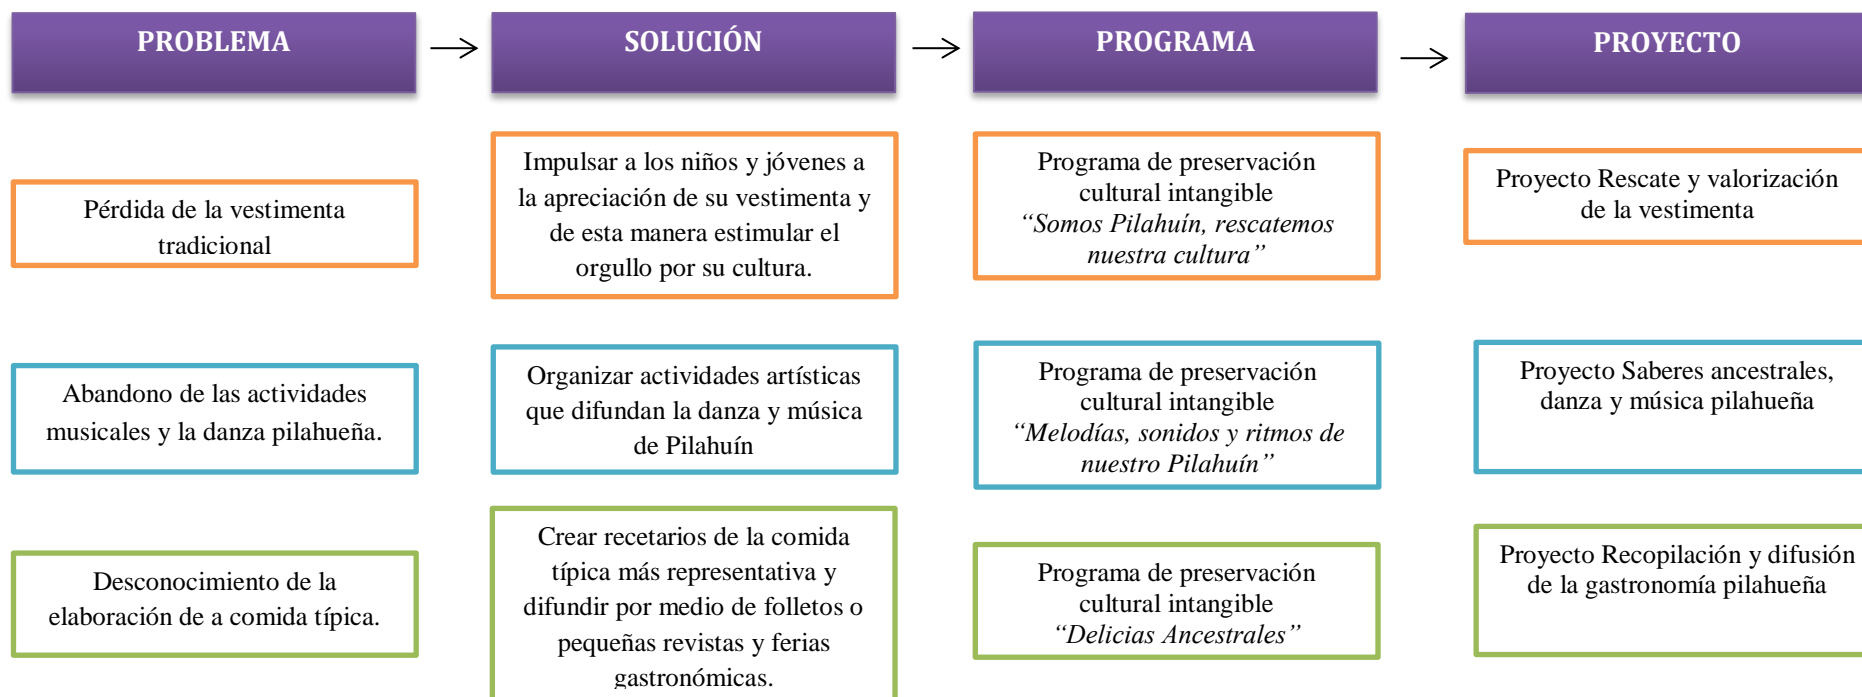 PROBLEMA
SOLUCIÓN
PROGRAMA
PROYECTO
Pérdida de la vestimenta
tradicional
Impulsar a los niños y jóvenes a
la apreciación de su vestimenta y
de esta manera estimular el
orgullo por su cultura.
Programa de preservación
cultural intangible
“Somos Pilahuín, rescatemos
nuestra cultura”
Proyecto Rescate y valorización
de la vestimenta
Abandono de las actividades
musicales y la danza pilahueña.
Organizar actividades artísticas
que difundan la danza y música
de Pilahuín
Programa de preservación
cultural intangible
“Melodías, sonidos y ritmos de
nuestro Pilahuín”
Proyecto Saberes ancestrales,
danza y música pilahueña
Desconocimiento de la
elaboración de a comida típica.
Crear recetarios de la comida
típica más representativa y
difundir por medio de folletos o
pequeñas revistas y ferias
gastronómicas.
Programa de preservación
cultural intangible
“Delicias Ancestrales”
Proyecto Recopilación y difusión
de la gastronomía pilahueña